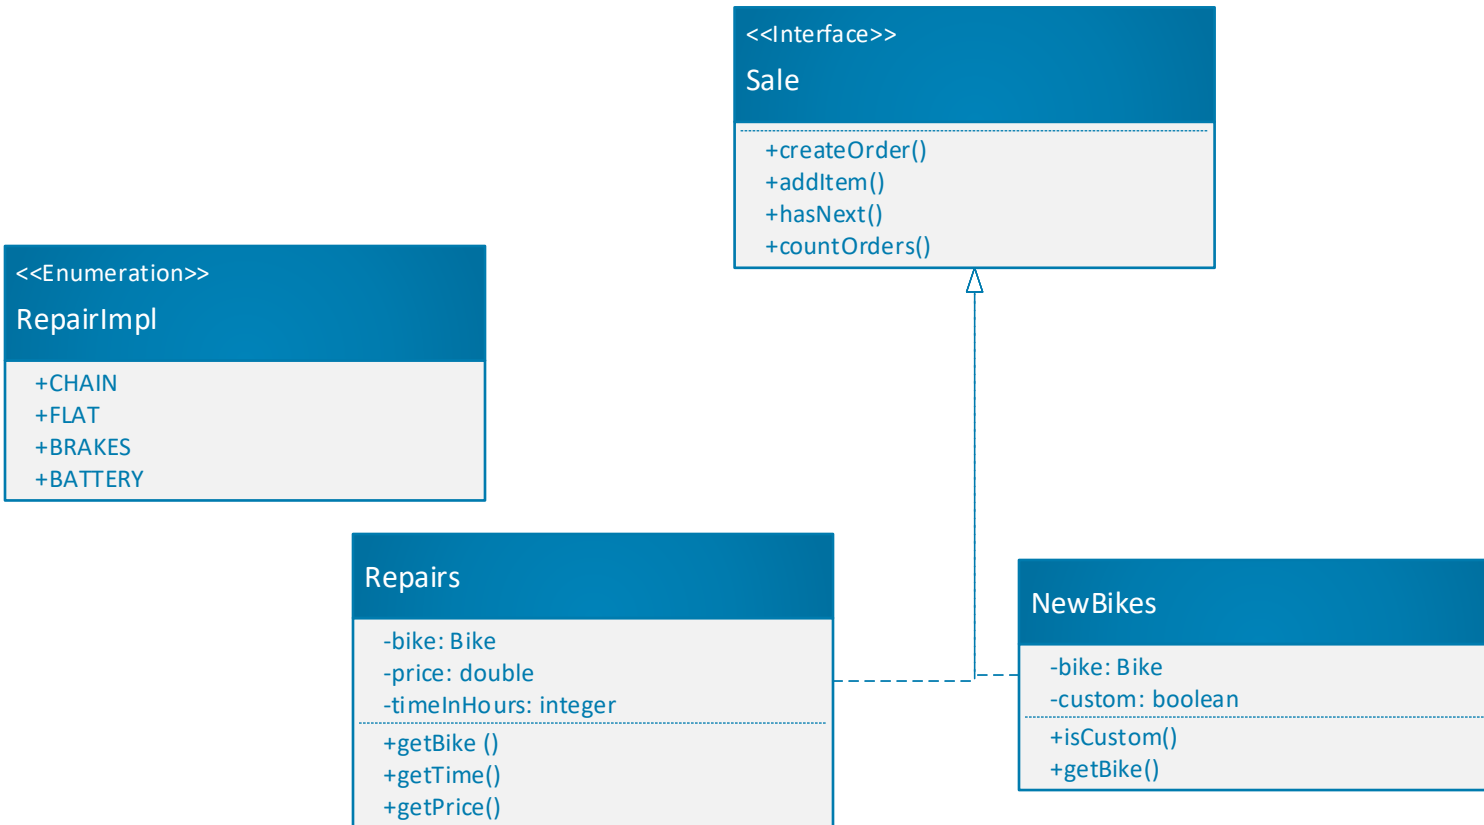 <<Interface>>
Sale
+createOrder()
+addItem()
+hasNext()
+countOrders()
<<Enumeration>>
RepairImpl
+CHAIN
+FLAT
+BRAKES
+BATTERY
Repairs
-bike: Bike
-price: double
-timeInHours: integer
+getBike ()
+getTime()
+getPrice()
NewBikes
-bike: Bike
-custom: boolean
+isCustom()
+getBike()